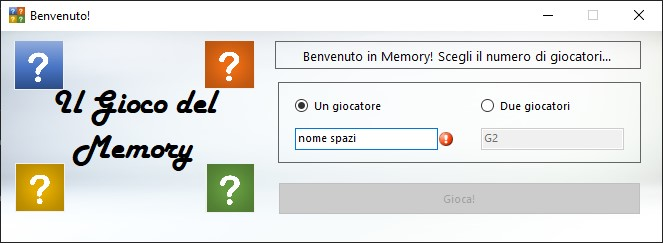 Benvenuto!
Benvenuto in Memory! Scegli il numero di giocatori...
Il Gioco del
Memory
Un giocatore
Due giocatori
nome spazi
G2
Gioca!
?
?
?
?